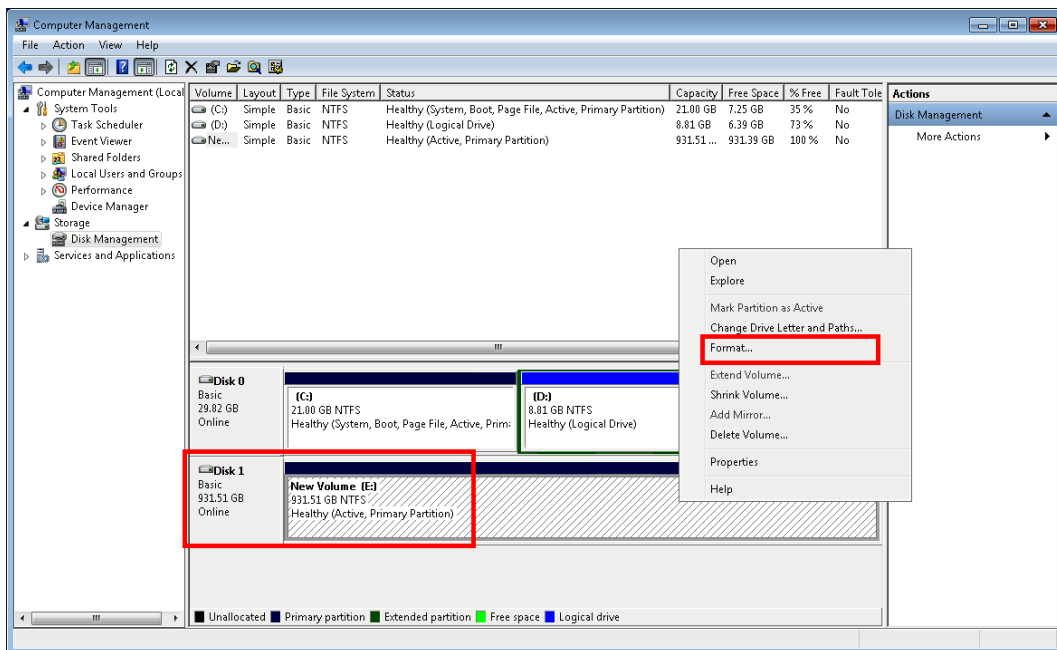 Computer Management
File Action View Help
Computer Management (Local
System Tools
Task Scheduler
Event Viewer
Shared Folders
Local Users and Groups
Performance
Device Manager
Storage
Disk Management
Services and Applications
Volume Layout Type File System Status Capacity Free Space % Free Fault Tole
(C:) Simple Basic NTFS Healthy (System, Boot, Page File, Active, Primary Partition) 21.00 GB 7.25 GB 35 % No
(D:) Simple Basic NTFS Healthy (Logical Drive) 8.81 GB 6.39 GB 73 % No
Ne... Simple Basic NTFS Healthy (Active, Primary Partition) 931.51 ... 931.39 GB 100 % No
Actions
Disk Management
More Actions
Open
Explore
Mark Partition as Active
Change Drive Letter and Paths...
Format...
Extend Volume...
Shrink Volume...
Add Mirror...
Delete Volume...
Properties
Help
Disk 0
Basic
29.82 GB
Online
(C:)
21.00 GB NTFS
Healthy (System, Boot, Page File, Active, Prim
(D:)
8.81 GB NTFS
Healthy (Logical Drive)
Disk 1
Basic
931.51 GB
Online
New Volume (E:)
931.51 GB NTFS
Healthy (Active, Primary Partition)
Unallocated Primary partition Extended partition Free space Logical drive